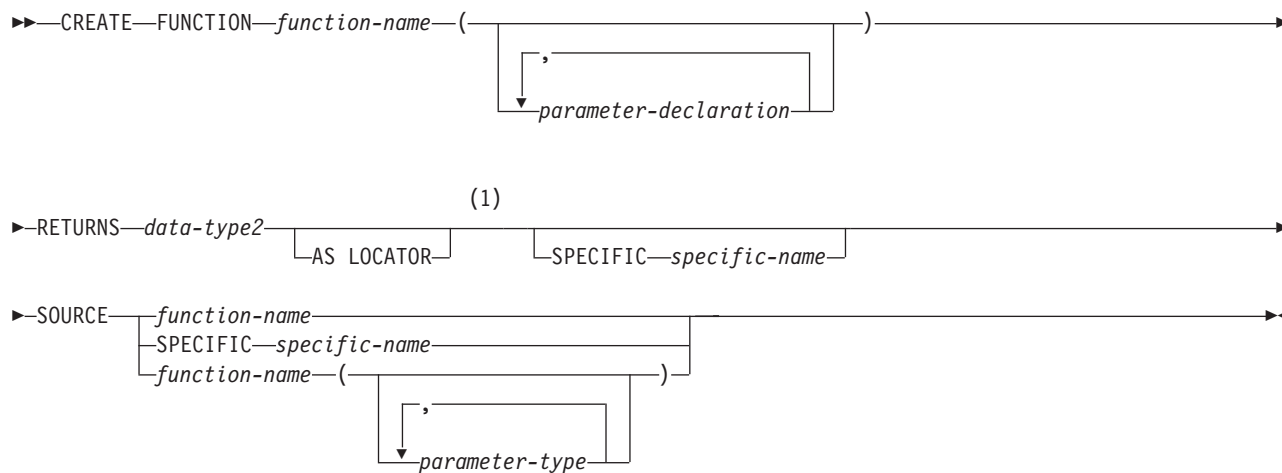 CREATE FUNCTION function-name ( )
,
parameter-declaration
(1)
RETURNS data-type2
AS LOCATOR SPECIFIC specific-name
SOURCE function-name
SPECIFIC specific-name
function-name ( )
,
parameter-type